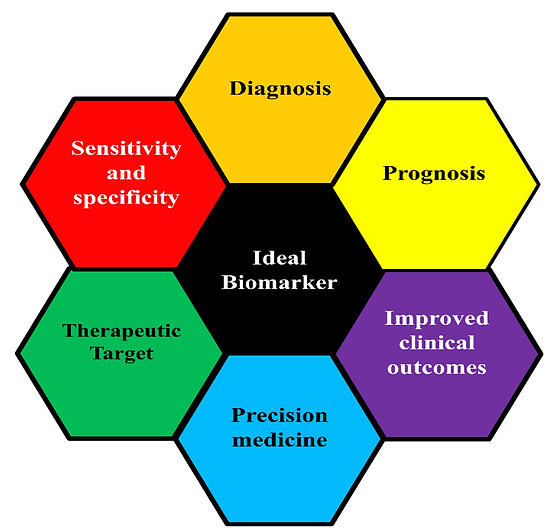 Diagnosis
Sensitivity
and
specificity
Prognosis
Ideal
Biomarker
Therapeutic
Target
Improved
clinical
outcomes
Precision
medicine